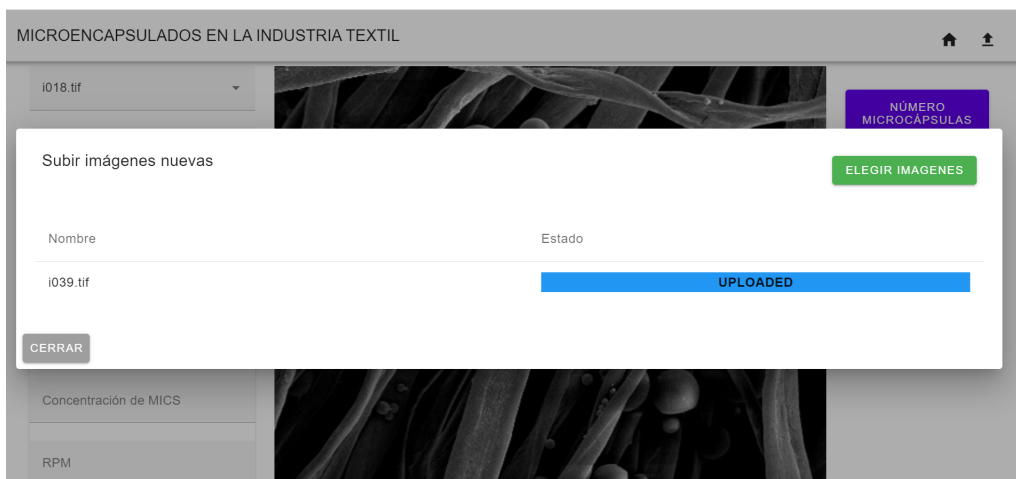 MICROENCAPSULADOS EN LA INDUSTRIA TEXTIL
i018.tif
NÚMERO
MICROCÁPSULAS
Subir imágenes nuevas
ELEGIR IMAGENES
Nombre
Estado
i039.tif
UPLOADED
CERRAR
Concentración de MICS
RPM